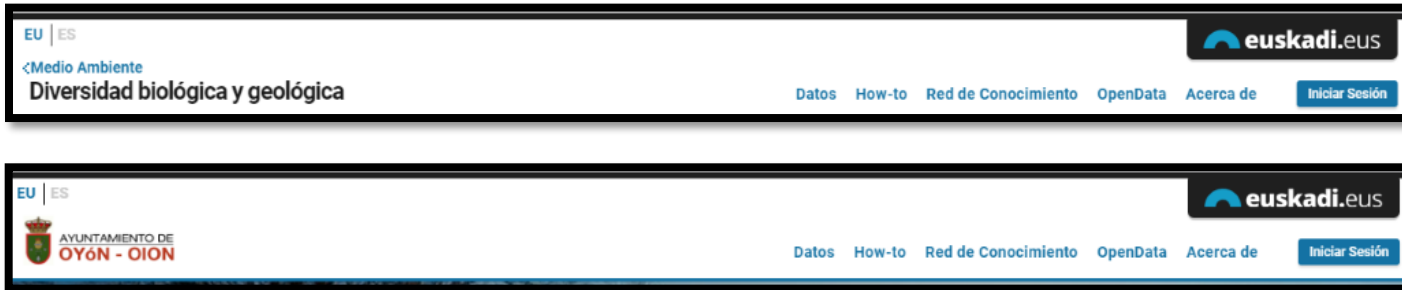 EU | ES
euskadi.eus
<Medio Ambiente
Diversidad biológica y geológica
Datos How-to Red de Conocimiento OpenData Acerca de Iniciar Sesión
EU | ES
euskadi.eus
AYUNTAMIENTO DE
OYóN - OION
Datos How-to Red de Conocimiento OpenData Acerca de Iniciar Sesión